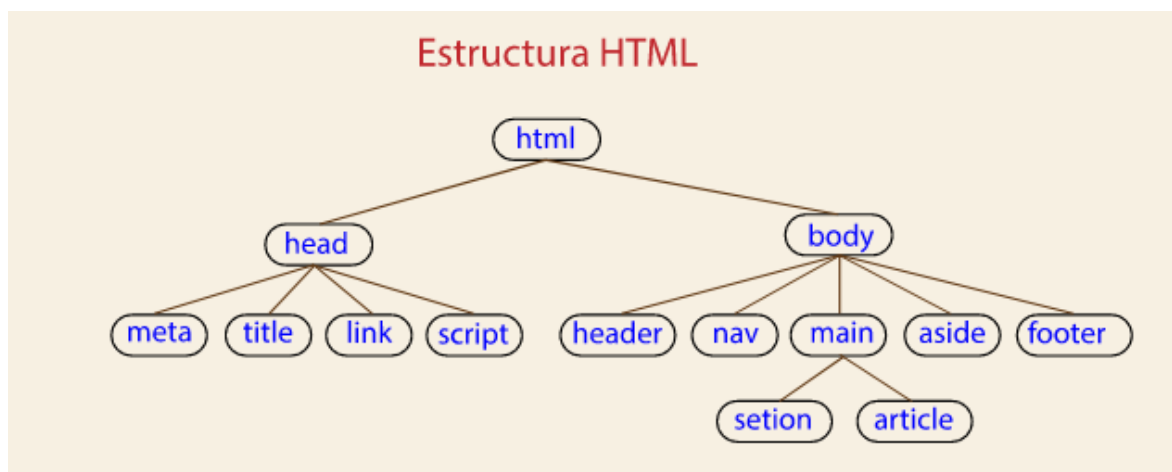 Estructura HTML
html
head body
meta title link script header nav main aside footer
setion article